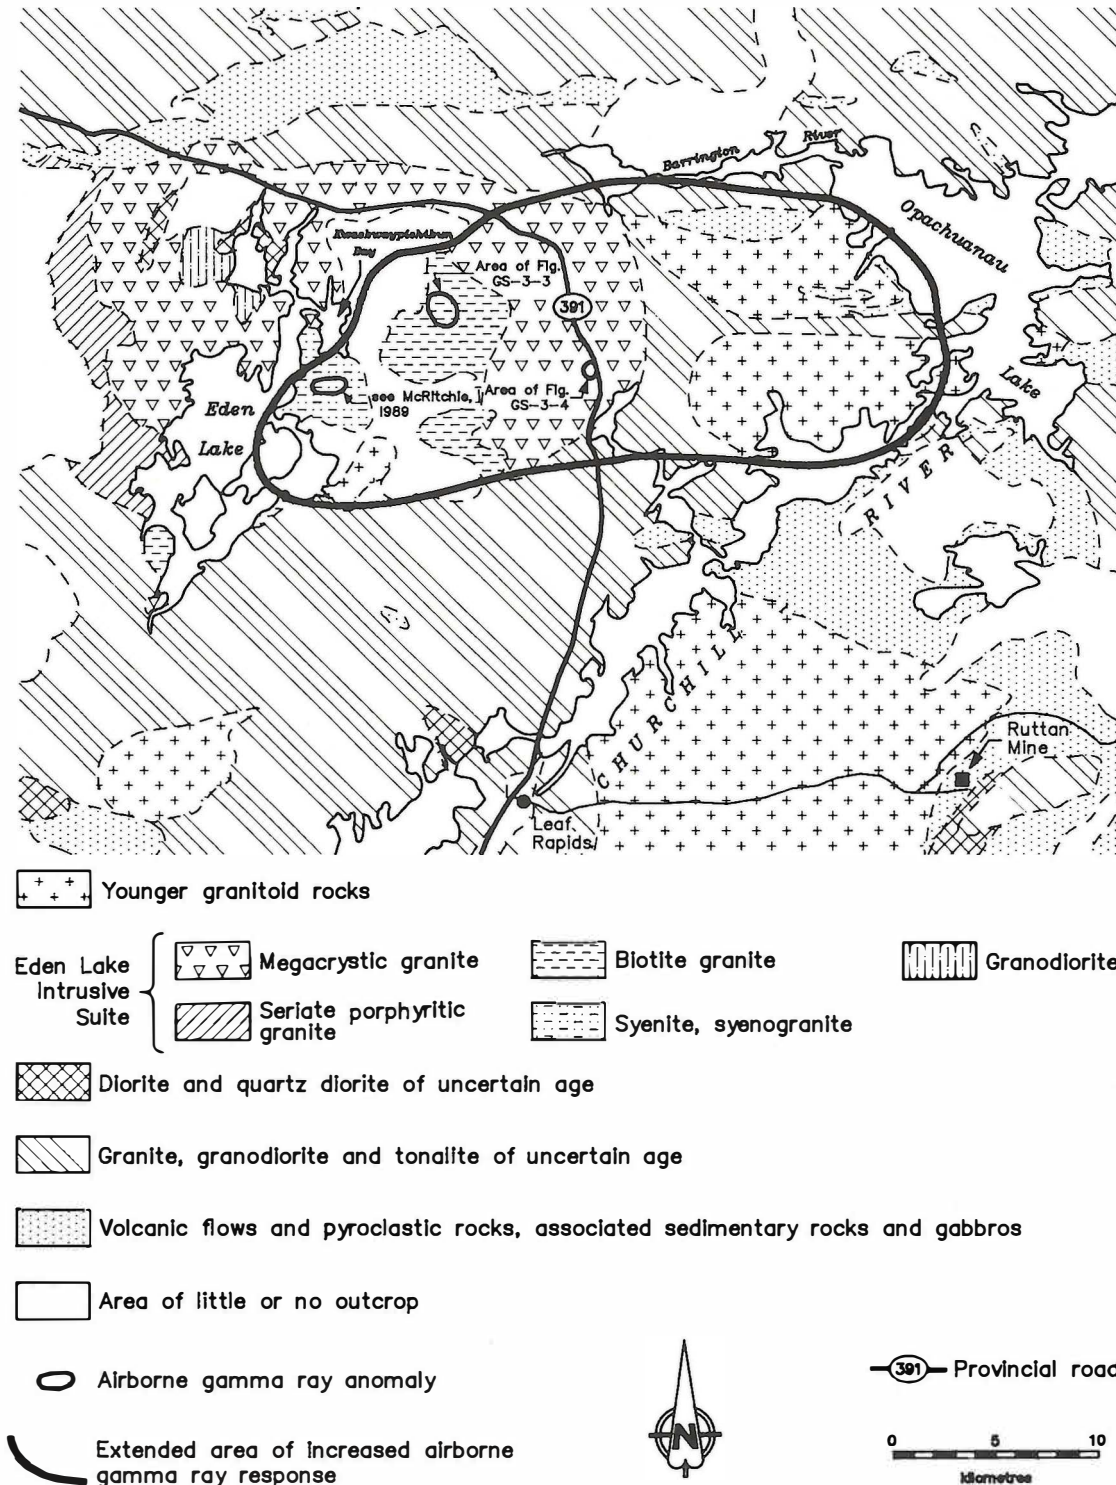 Barrington River
Opachuanau
Lake
Bay
Area of Fig.
GS-3-3
391
see McRitchie,
1989
Area of Fig.
GS-3-4
Eden
Lake
RIVER
CHURCHILL
Ruttan
Mine
Leaf
Rapids
Younger granitoid rocks
Eden Lake
Intrusive
Suite
Megacrystic granite
Biotite granite
Granodiorite
Seriate porphyritic
granite
Syenite, syenogranite
Diorite and quartz diorite of uncertain age
Granite, granodiorite and tonalite of uncertain age
Volcanic flows and pyroclastic rocks, associated sedimentary rocks and gabbros
Area of little or no outcrop
Airborne gamma ray anomaly
391 Provincial road
N
Extended area of increased airborne
gamma ray response
0 5 10
kilometres